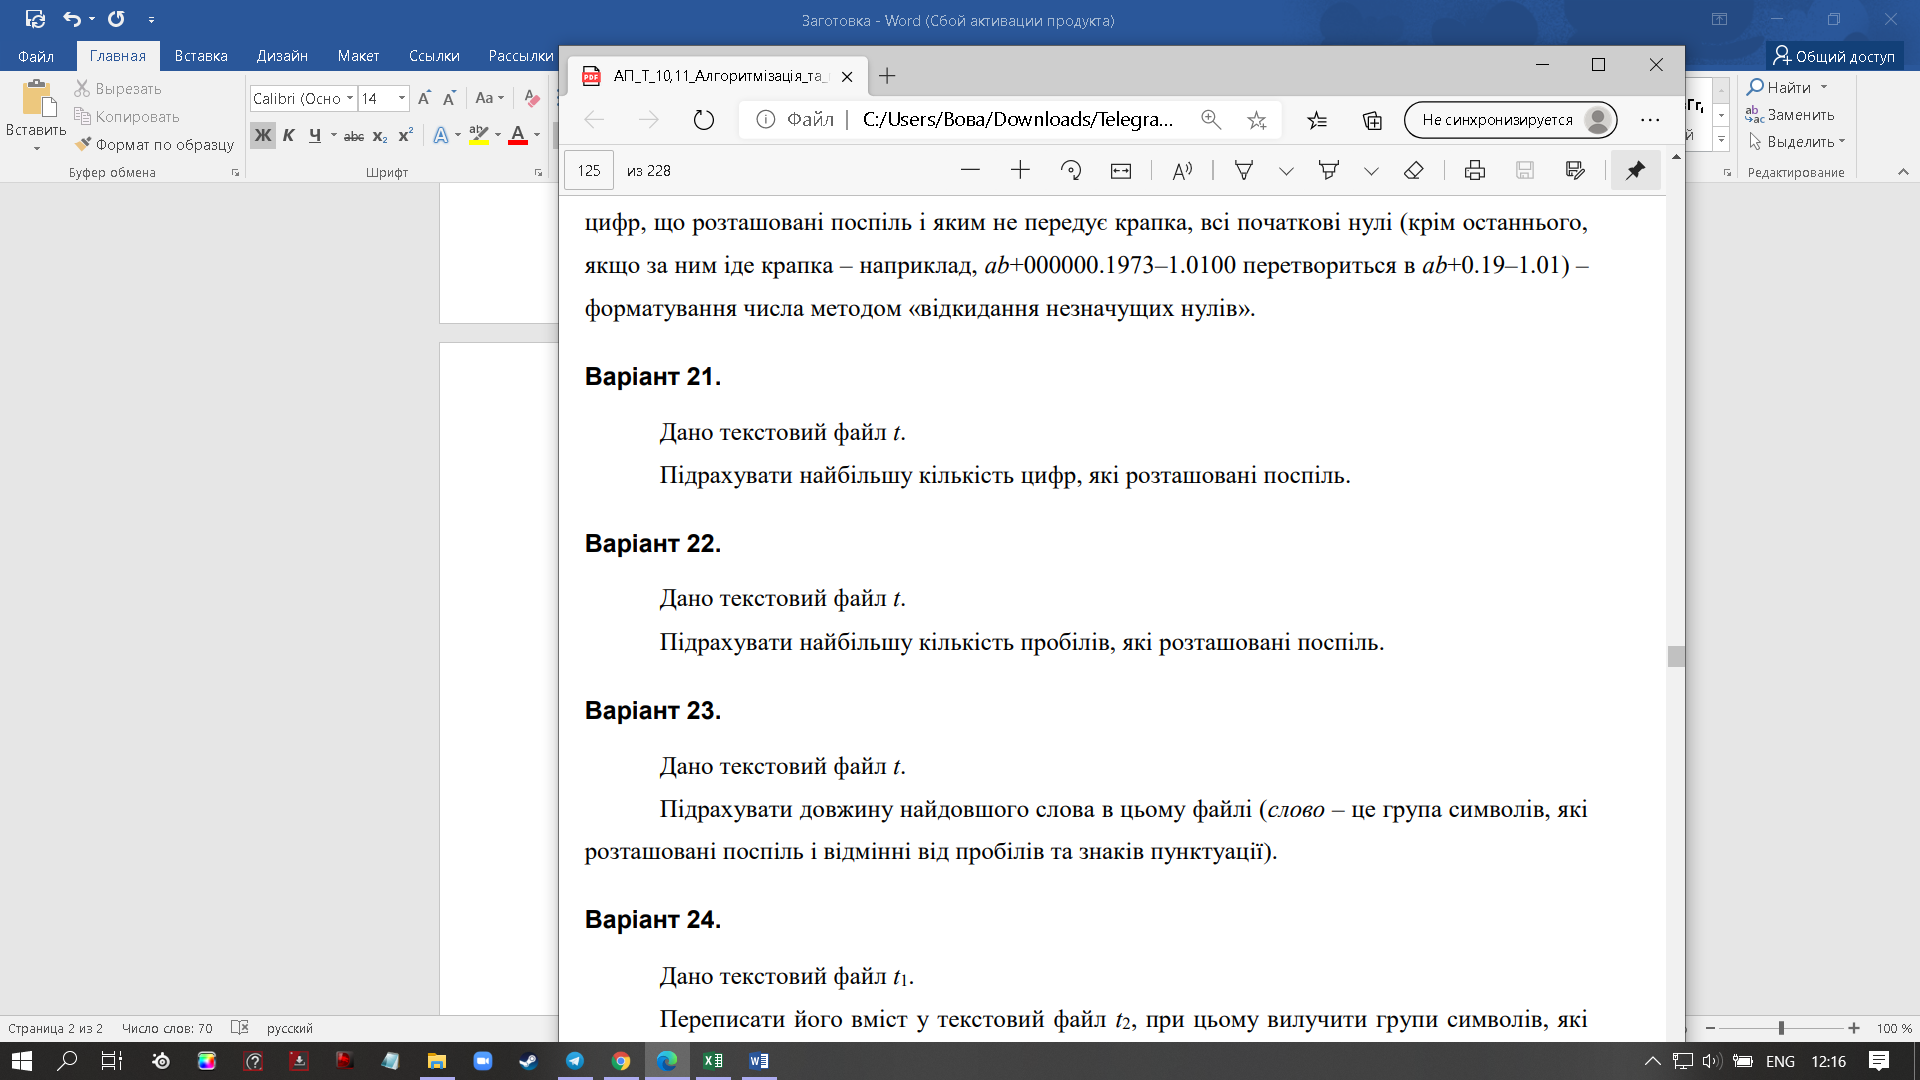 Заготовка - Word (Сбой активации продукта)
Файл Главная Вставка Дизайн Макет Ссылки Рассылки Общий доступ
Вставить
Вырезать
Копировать
Формат по образцу
Буфер обмена
Calibri (Осно 14
Ж К Ч abc x₂ x²
Шрифт
Найти
Заменить
Выделить
Редактирование
АП_Т_10,11_Алгоритмізація_та_
Файл C:/Users/Вова/Downloads/Telegra...
Не синхронизируется
125 из 228
цифр, що розташовані поспіль і яким не передує крапка, всі початкові нулі (крім останнього,
якщо за ним іде крапка – наприклад, ab+000000.1973–1.0100 перетвориться в ab+0.19–1.01) –
форматування числа методом «відкидання незначущих нулів».
Варіант 21.
Дано текстовий файл t.
Підрахувати найбільшу кількість цифр, які розташовані поспіль.
Варіант 22.
Дано текстовий файл t.
Підрахувати найбільшу кількість пробілів, які розташовані поспіль.
Варіант 23.
Дано текстовий файл t.
Підрахувати довжину найдовшого слова в цьому файлі (слово – це група символів, які
розташовані поспіль і відмінні від пробілів та знаків пунктуації).
Варіант 24.
Дано текстовий файл t₁.
Переписати його вміст у текстовий файл t₂, при цьому вилучити групи символів, які
Страница 2 из 2 Число слов: 70 русский 100 %
ENG 12:16